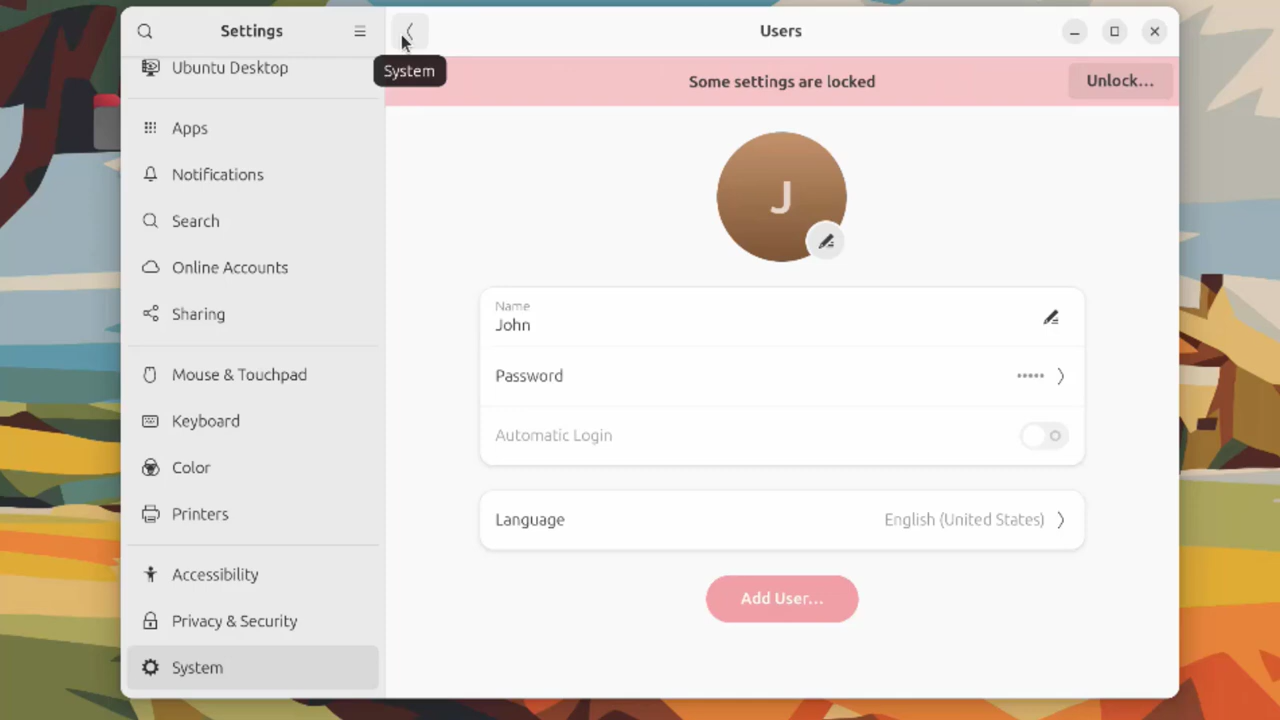 Settings
Users
System
Ubuntu Desktop
Some settings are locked
Unlock...
Apps
Notifications
Search
Online Accounts
Sharing
Mouse & Touchpad
Keyboard
Color
Printers
Accessibility
Privacy & Security
System
J
Name
John
Password
•••••
Automatic Login
Language
English (United States)
Add User...